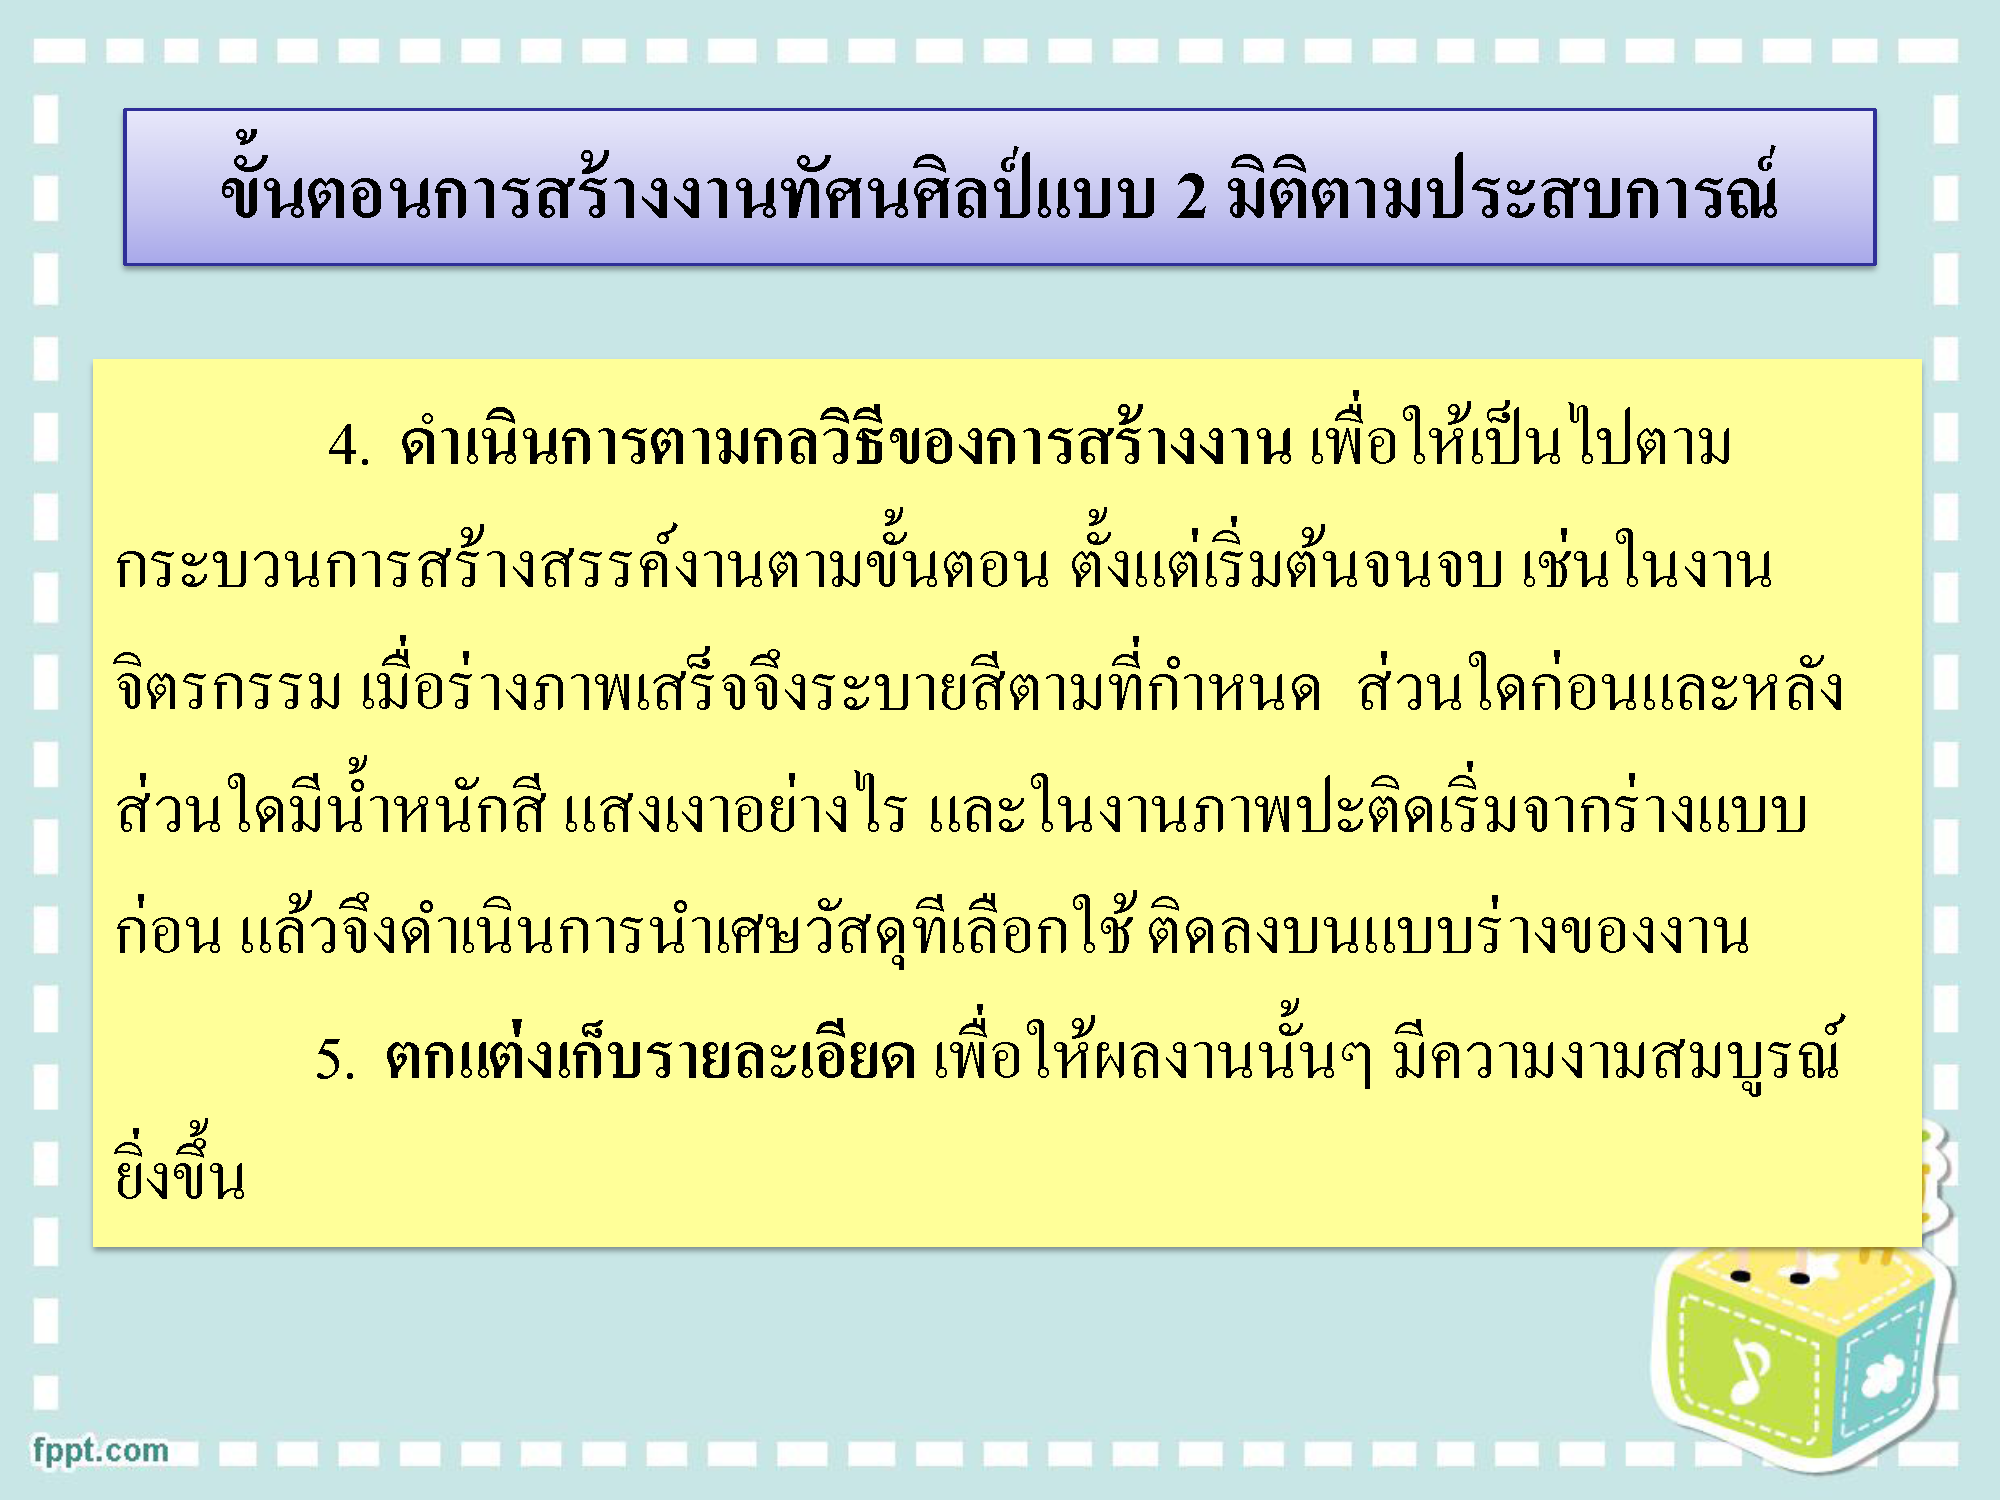 ขั้นตอนการสร้างงานทัศนศิลป์แบบ 2 มิติตามประสบการณ์
4. ดำเนินการตามกลวิธีของการสร้างงาน เพื่อให้เป็นไปตาม
กระบวนการสร้างสรรค์งานตามขั้นตอน ตั้งแต่เริ่มต้นจนจบ เช่นในงาน
จิตรกรรม เมื่อร่างภาพเสร็จจึงระบายสีตามที่กำหนด ส่วนใดก่อนและหลัง
ส่วนใดมีน้ำหนักสี แสงเงาอย่างไร และในงานภาพปะติดเริ่มจากร่างแบบ
ก่อน แล้วจึงดำเนินการนำเศษวัสดุทีเลือกใช้ ติดลงบนแบบร่างของงาน
5. ตกแต่งเก็บรายละเอียด เพื่อให้ผลงานนั้นๆ มีความงามสมบูรณ์
ยิ่งขึ้น
fppt.com